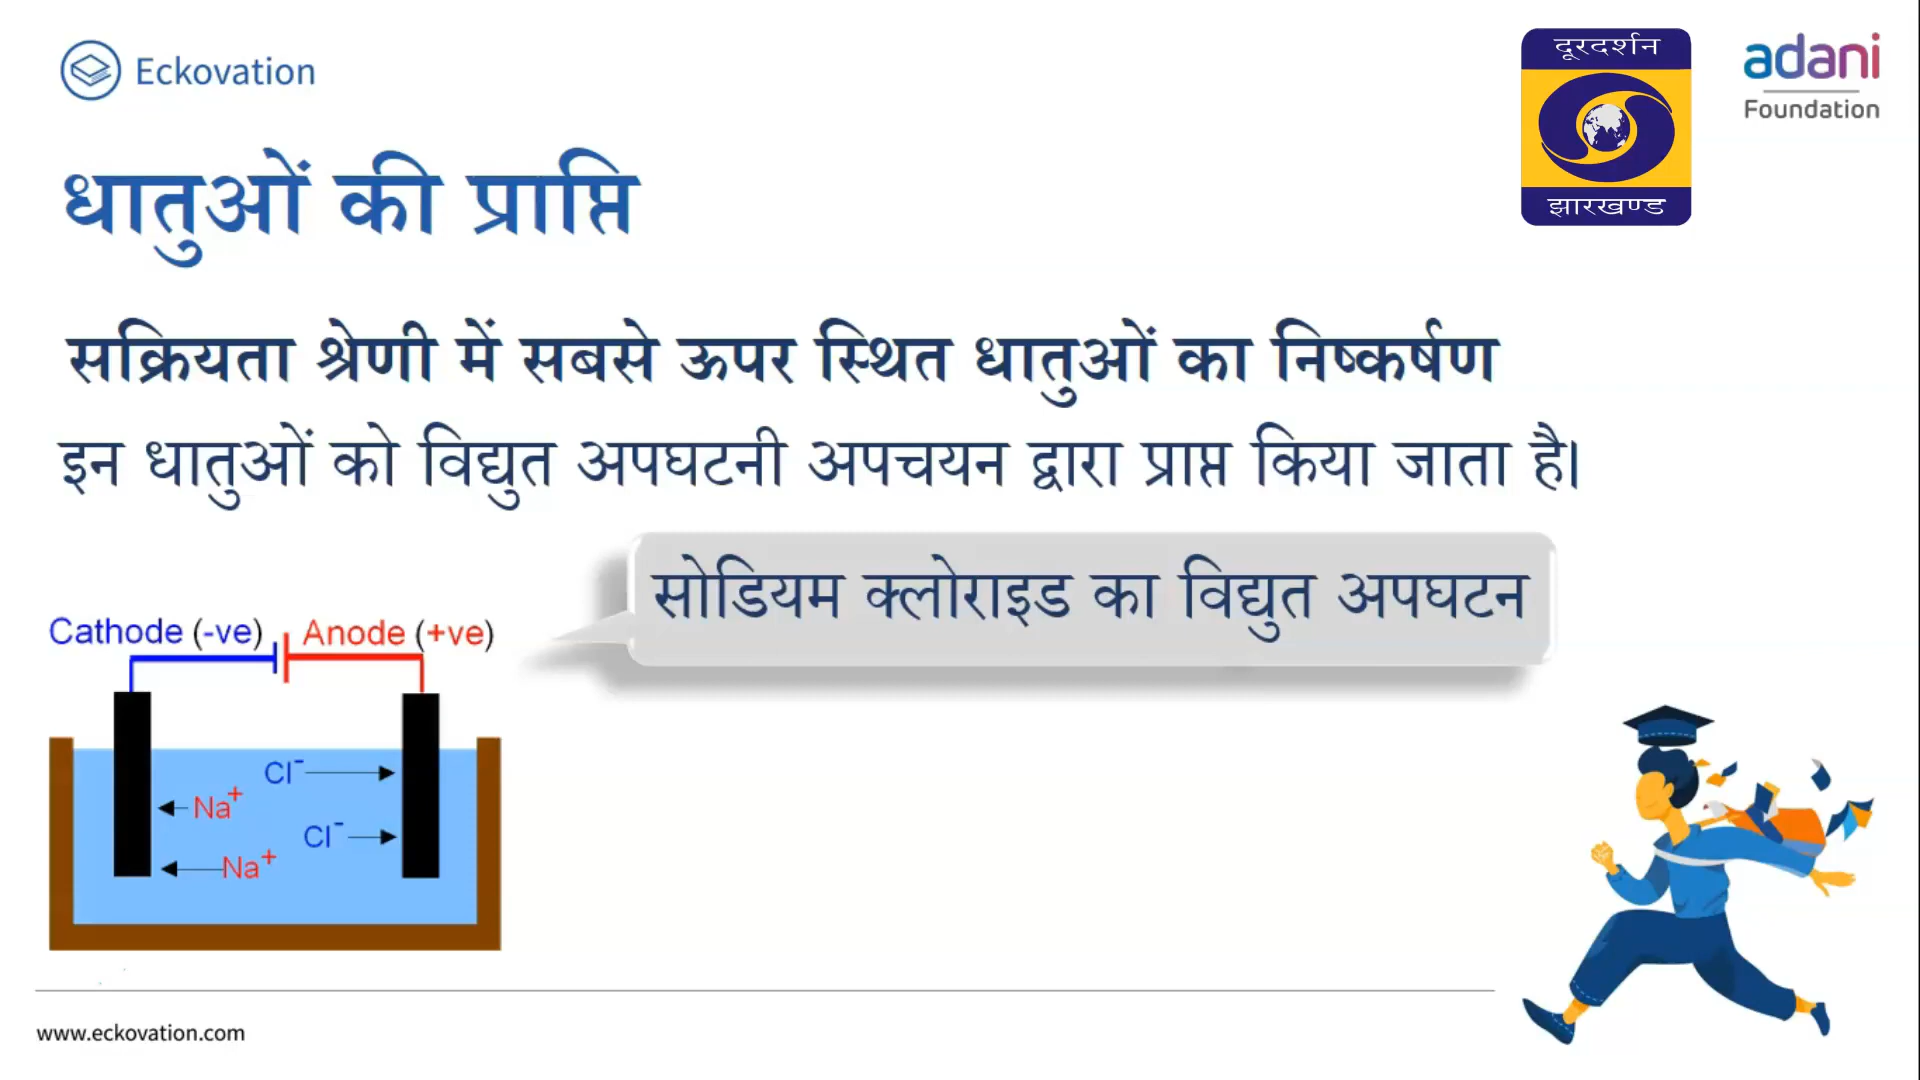 Eckovation
दूरदर्शन
झारखण्ड
adani
Foundation
धातुओं की प्राप्ति
सक्रियता श्रेणी में सबसे ऊपर स्थित धातुओं का निष्कर्षण
इन धातुओं को विद्युत अपघटनी अपचयन द्वारा प्राप्त किया जाता है।
सोडियम क्लोराइड का विद्युत अपघटन
Cathode (-ve) Anode (+ve)
Cl⁻
Na⁺
Cl⁻
Na⁺
www.eckovation.com